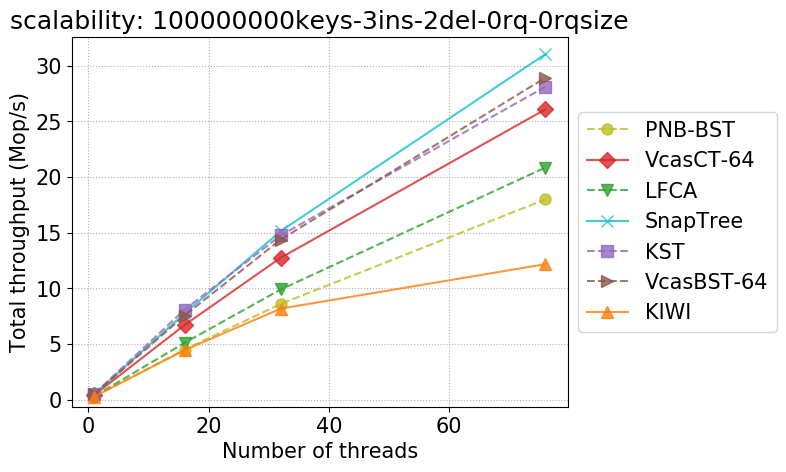 scalability: 100000000keys-3ins-2del-0rq-0rqsize
Total throughput (Mop/s)
30
25
20
15
10
5
0
0 20 40 60
Number of threads
PNB-BST
VcasCT-64
LFCA
SnapTree
KST
VcasBST-64
KIWI